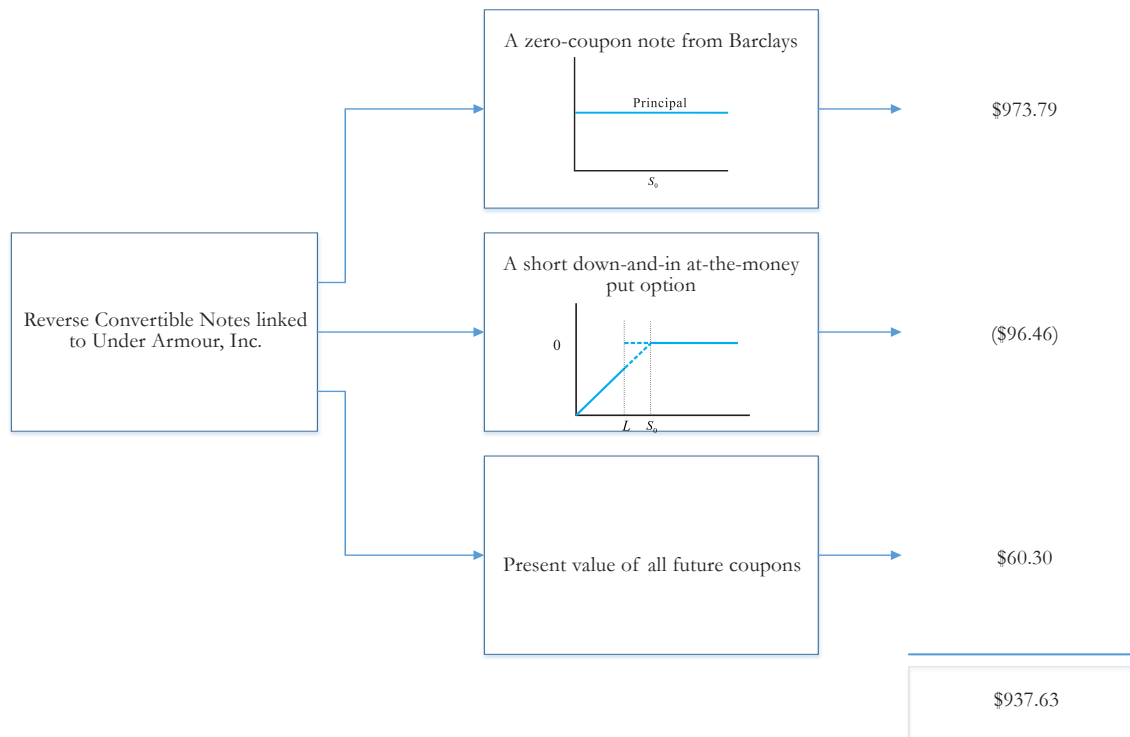 A zero-coupon note from Barclays
Principal
S₀
$973.79
Reverse Convertible Notes linked
to Under Armour, Inc.
A short down-and-in at-the-money
put option
0
L S₀
($96.46)
Present value of all future coupons
$60.30
$937.63